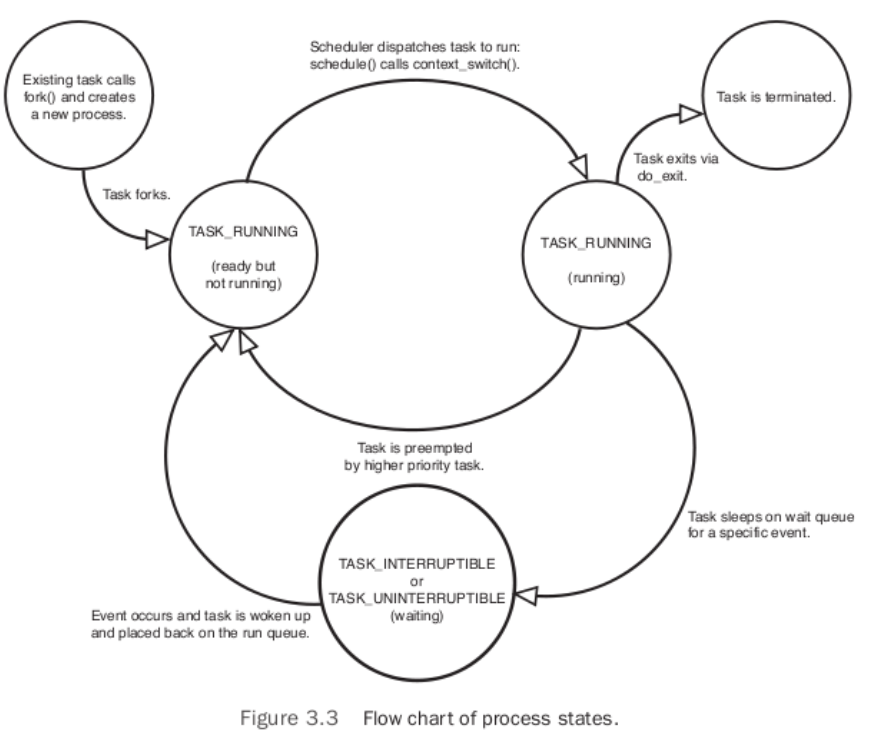 Existing task calls
fork() and creates
a new process.
Scheduler dispatches task to run:
schedule() calls context_switch().
Task is terminated.
Task forks.
Task exits via
do_exit.
TASK_RUNNING
(ready but
not running)
TASK_RUNNING
(running)
Task is preempted
by higher priority task.
Task sleeps on wait queue
for a specific event.
TASK_INTERRUPTIBLE
or
TASK_UNINTERRUPTIBLE
(waiting)
Event occurs and task is woken up
and placed back on the run queue.
Figure 3.3 Flow chart of process states.